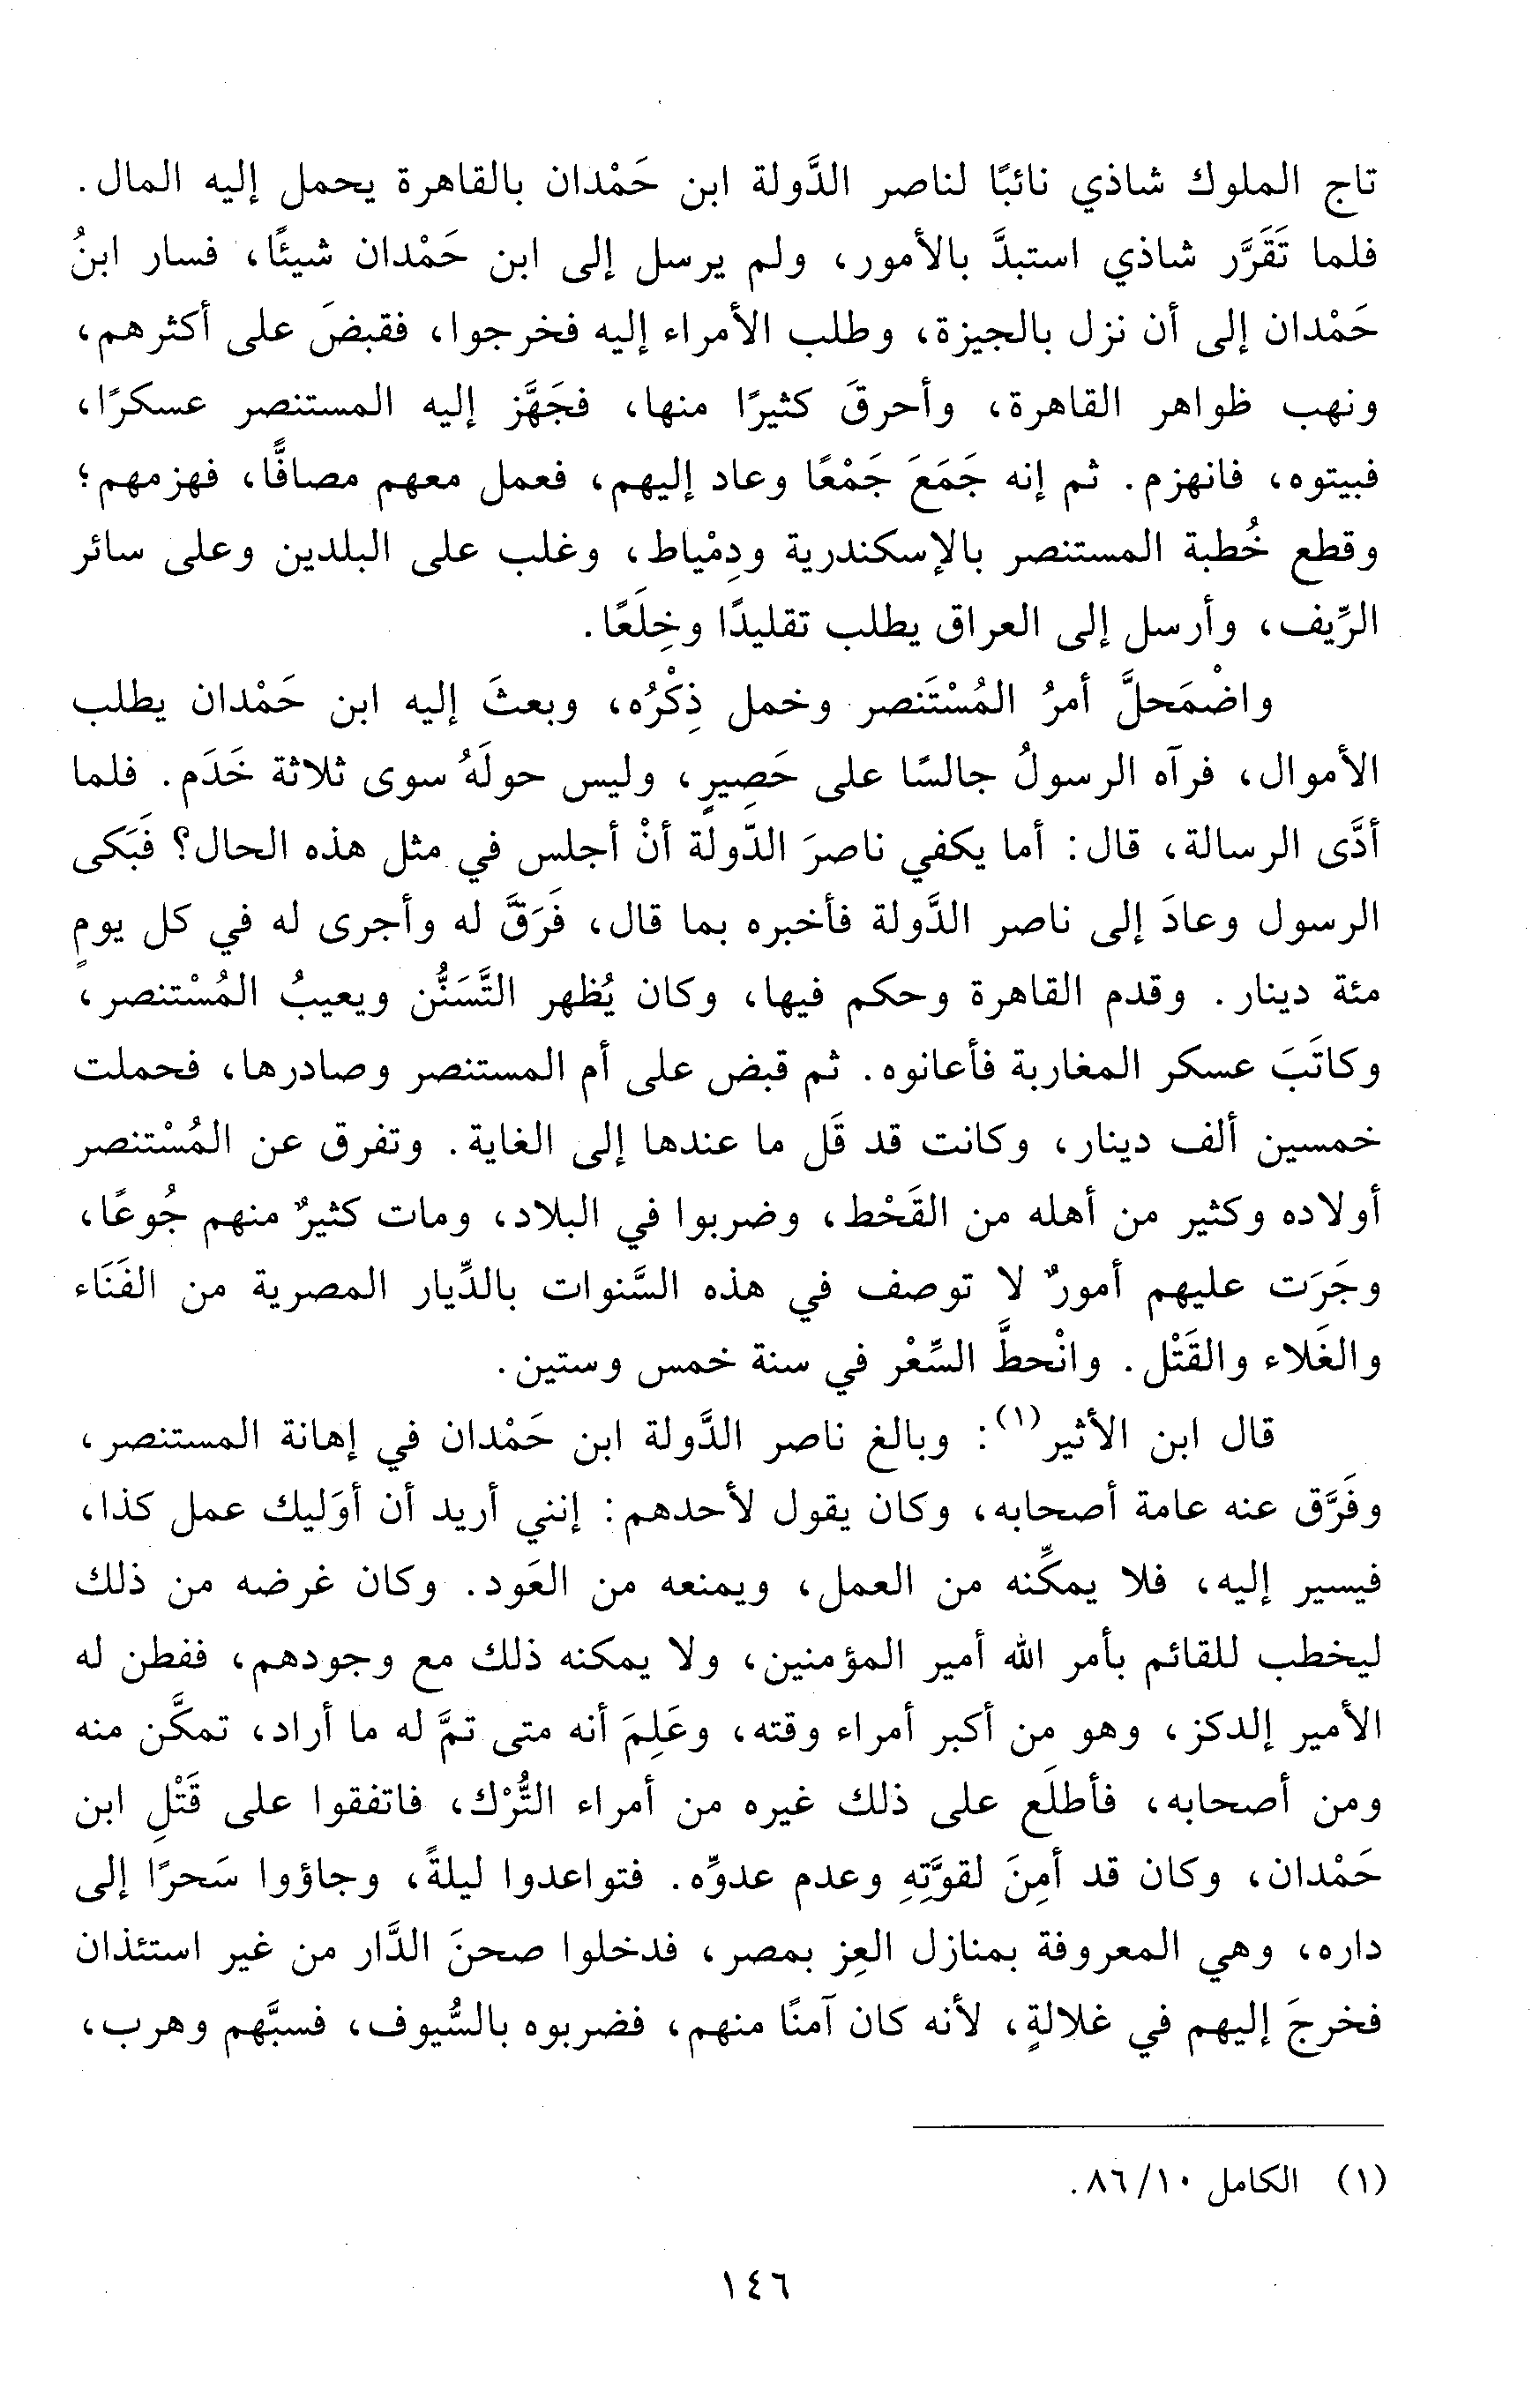 تاج الملوك شاذي نائبًا لناصر الدَّولة ابن حَمْدان بالقاهرة يحمل إليه المال.
فلما تَقَرَّر شاذي استبدَّ بالأمور، ولم يرسل إلى ابن حَمْدان شيئًا، فسار ابنُ
حَمْدان إلى أن نزل بالجيزة، وطلب الأمراء إليه فخرجوا، فقبضَ على أكثرهم،
ونهب ظواهر القاهرة، وأحرقَ كثيرًا منها، فجَهَّز إليه المستنصر عسكرًا،
فبيتوه، فانهزم. ثم إنه جَمَعَ جَمْعًا وعاد إليهم، فعمل معهم مصافًّا، فهزمهم؛
وقطع خُطبة المستنصر بالإسكندرية ودِمْياط، وغلب على البلدين وعلى سائر
الرِّيف، وأرسل إلى العراق يطلب تقليدًا وخِلَعًا.
واضْمَحلَّ أمرُ المُسْتَنصر وخمل ذِكْرُه، وبعثَ إليه ابن حَمْدان يطلب
الأموال، فرآه الرسولُ جالسًا على حَصِيرٍ، وليس حولَهُ سوى ثلاثة خَدَم. فلما
أدَّى الرسالة، قال: أما يكفي ناصرَ الدّولة أنْ أجلس في مثل هذه الحال؟ فَبَكى
الرسول وعادَ إلى ناصر الدَّولة فأخبره بما قال، فَرَقَّ له وأجرى له في كل يومٍ
مئة دينار. وقدم القاهرة وحكم فيها، وكان يُظهر التَّسَنُّن ويعيبُ المُسْتنصر،
وكاتَبَ عسكر المغاربة فأعانوه. ثم قبض على أم المستنصر وصادرها، فحملت
خمسين ألف دينار، وكانت قد قَل ما عندها إلى الغاية. وتفرق عن المُسْتنصر
أولاده وكثير من أهله من القَحْط، وضربوا في البلاد، ومات كثيرٌ منهم جُوعًا،
وجَرَت عليهم أمورٌ لا توصف في هذه السَّنوات بالدِّيار المصرية من الفَنَاء
والغَلاء والقَتْل. وانْحطَّ السِّعْر في سنة خمس وستين.
قال ابن الأثير(١): وبالغ ناصر الدَّولة ابن حَمْدان في إهانة المستنصر،
وفَرَّق عنه عامة أصحابه، وكان يقول لأحدهم: إنني أريد أن أوَليك عمل كذا،
فيسير إليه، فلا يمكِّنه من العمل، ويمنعه من العَود. وكان غرضه من ذلك
ليخطب للقائم بأمر الله أمير المؤمنين، ولا يمكنه ذلك مع وجودهم، ففطن له
الأمير إلدكز، وهو من أكبر أمراء وقته، وعَلِمَ أنه متى تمَّ له ما أراد، تمكَّن منه
ومن أصحابه، فأطلَع على ذلك غيره من أمراء التُّرْك، فاتفقوا على قَتْلِ ابن
حَمْدان، وكان قد أمِنَ لقوَّتِهِ وعدم عدوِّه. فتواعدوا ليلةً، وجاؤوا سَحرًا إلى
داره، وهي المعروفة بمنازل العِز بمصر، فدخلوا صحنَ الدَّار من غير استئذان
فخرجَ إليهم في غلالةٍ، لأنه كان آمنًا منهم، فضربوه بالسُّيوف، فسبَّهم وهرب،
(١) الكامل ١٠/ ٨٦.
١٤٦